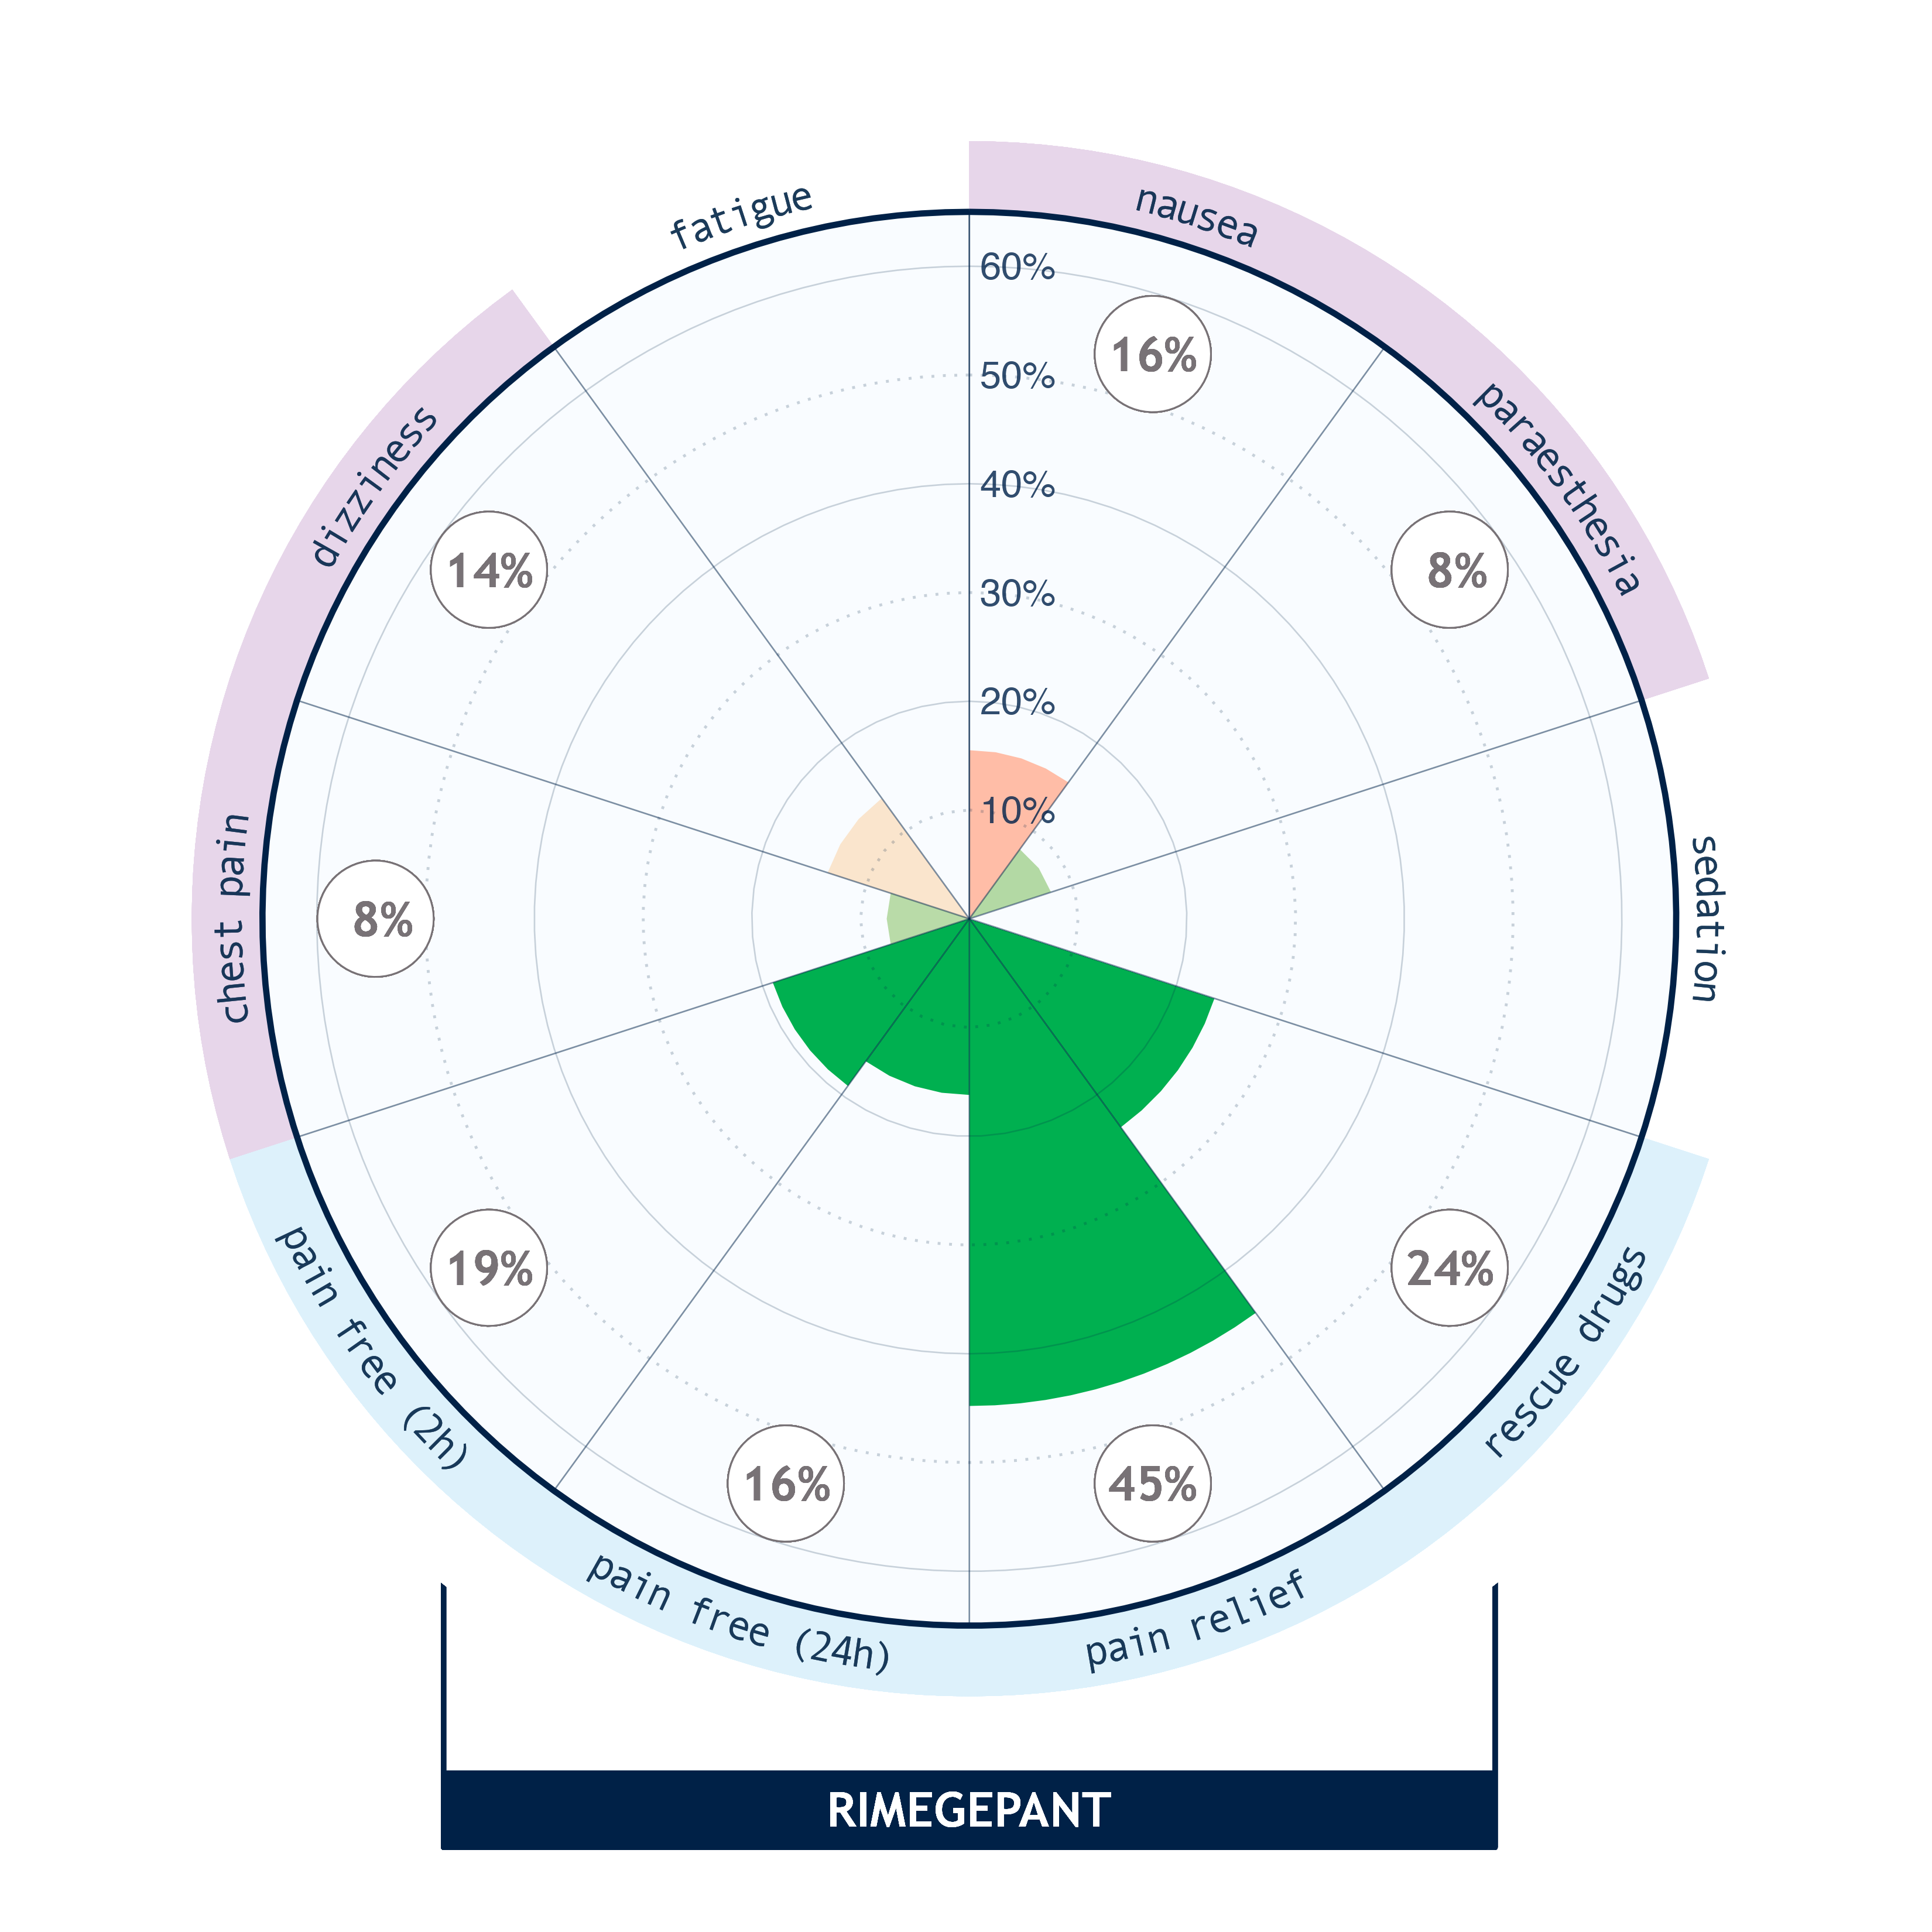 fatigue
nausea
60%
16%
50%
paraesthesia
dizziness
40%
14%
8%
30%
20%
10%
chest pain
8%
sedation
19%
24%
pain free (2h)
rescue drugs
16%
45%
pain free (24h)
pain relief
RIMEGEPANT